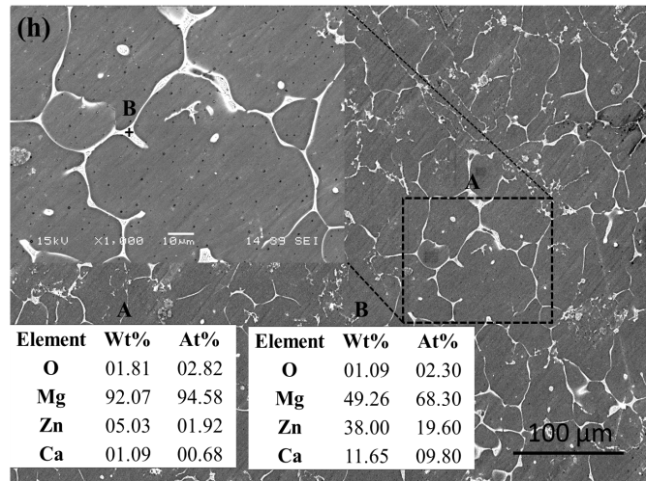 (h)
B
A
15kV X1,000 10μm 14 39 SEI
A
B
Element Wt% At%
O 01.81 02.82
Mg 92.07 94.58
Zn 05.03 01.92
Ca 01.09 00.68
Element Wt% At%
O 01.09 02.30
Mg 49.26 68.30
Zn 38.00 19.60
Ca 11.65 09.80
100 μm